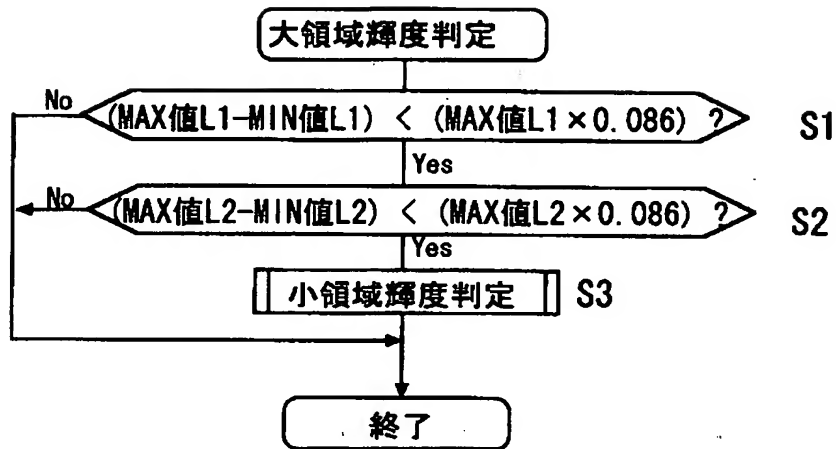 大領域輝度判定
No
(MAX値L1-MIN値L1) < (MAX値L1×0.086) ?
S1
Yes
No
(MAX値L2-MIN値L2) < (MAX値L2×0.086) ?
S2
Yes
小領域輝度判定
S3
終了